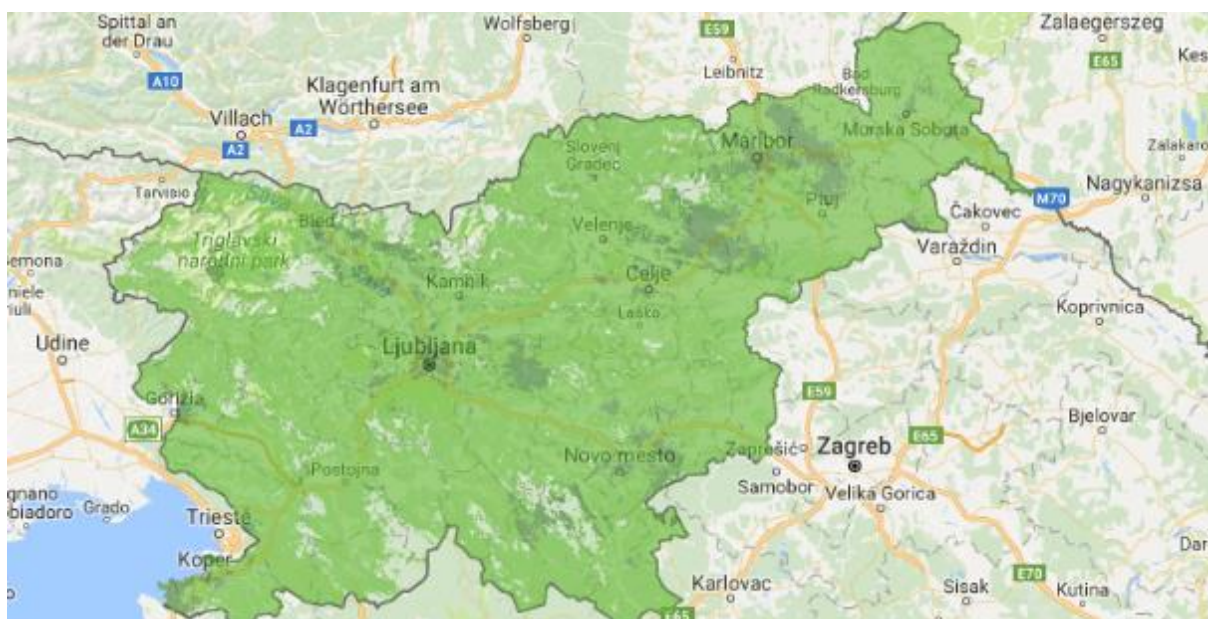 Spittal an
der Drau
Wolfsberg
E59
Zalaegerszeg
E65
Leibnitz
A10
Klagenfurt am
Wörthersee
Bad
Radkersburg
Villach
A2
A2
Murska Sobota
Maribor
Slovenj
Gradec
Tarvisio
Sava
Zalakaro
Nagykanizsa
M70
Ptuj
Čakovec
Bled
Velenje
Varaždin
Triglavski
narodni park
Gemona
Kamnik
Celje
Laško
Koprivnica
Udine
Ljubljana
E59
Gorizia
A34
Bjelovar
E65
Zaprešić
Zagreb
Novo mesto
Postojna
Samobor
Velika Gorica
Grado
Trieste
Koper
Dar
E70
Karlovac
Sisak
Kutina
E65